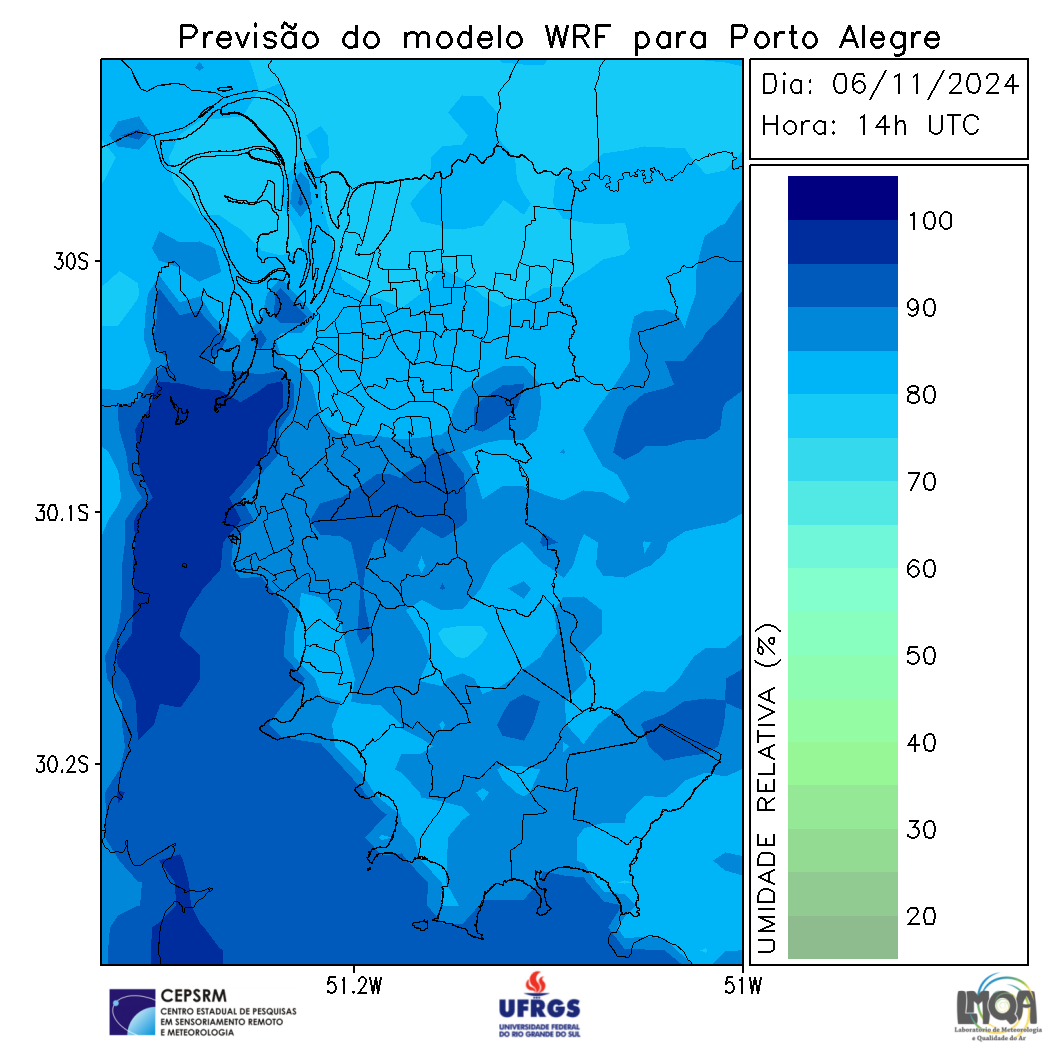 Previsão do modelo WRF para Porto Alegre
Dia: 06/11/2024
Hora: 14h UTC
100
90
80
70
60
50
40
30
20
UMIDADE RELATIVA (%)
30S
30.1S
30.2S
51.2W
51W
CEPSRM
CENTRO ESTADUAL DE PESQUISAS
EM SENSORIAMENTO REMOTO
E METEOROLOGIA
UFRGS
UNIVERSIDADE FEDERAL
DO RIO GRANDE DO SUL
LMQA
Laboratório de Meteorologia
e Qualidade do Ar